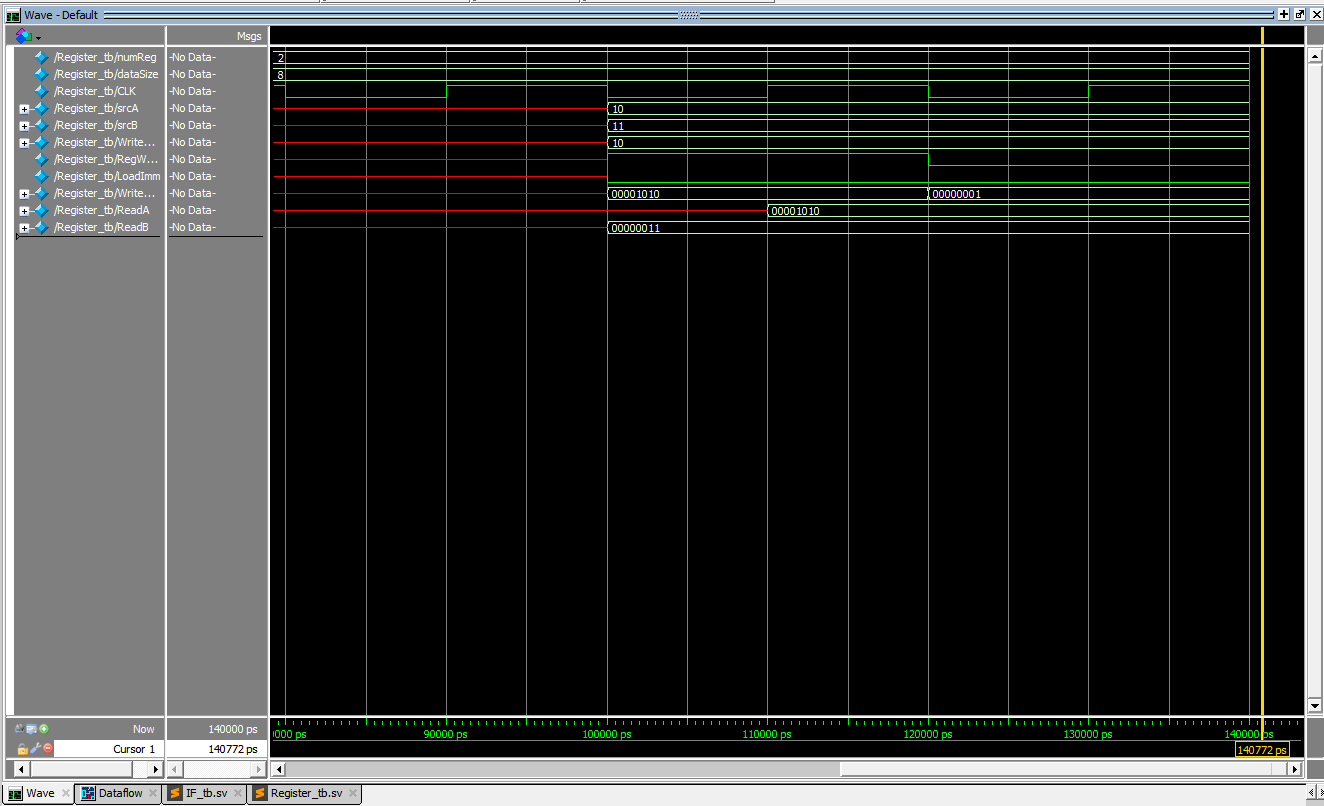 Wave - Default
Msgs
/Register_tb/numReg -No Data- 2
/Register_tb/dataSize -No Data- 8
/Register_tb/CLK -No Data-
/Register_tb/srcA -No Data- 10
/Register_tb/srcB -No Data- 11
/Register_tb/Write... -No Data- 10
/Register_tb/RegW... -No Data-
/Register_tb/LoadImm -No Data-
/Register_tb/Write... -No Data- 00001010 00000001
/Register_tb/ReadA -No Data- 00001010
/Register_tb/ReadB -No Data- 00000011
Now 140000 ps 000 ps 90000 ps 100000 ps 110000 ps 120000 ps 130000 ps 140000 ps
Cursor 1 140772 ps 140772 ps
Wave Dataflow IF_tb.sv Register_tb.sv